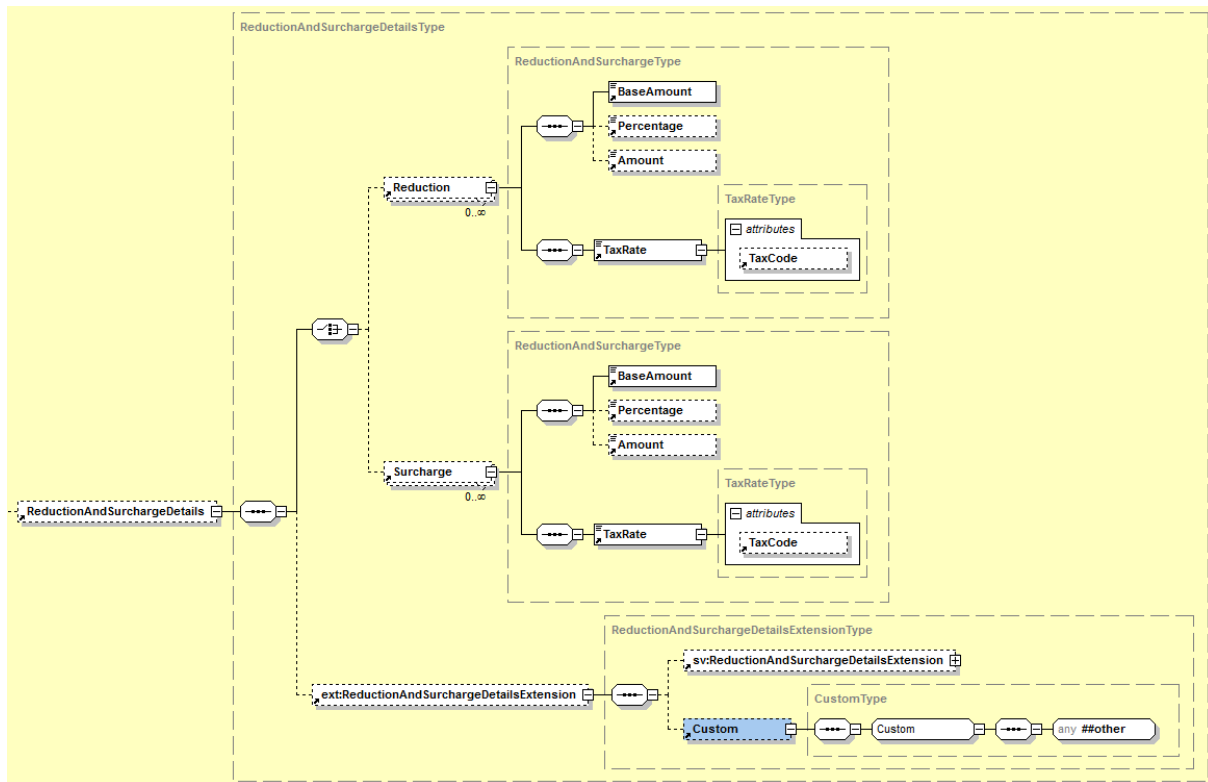 ReductionAndSurchargeDetailsType
ReductionAndSurchargeType
BaseAmount
Percentage
Amount
Reduction
0..∞
TaxRateType
attributes
TaxRate
TaxCode
ReductionAndSurchargeType
BaseAmount
Percentage
Amount
Surcharge
0..∞
TaxRateType
attributes
TaxRate
TaxCode
ReductionAndSurchargeDetails
ReductionAndSurchargeDetailsExtensionType
sv:ReductionAndSurchargeDetailsExtension
ext:ReductionAndSurchargeDetailsExtension
CustomType
Custom
Custom
any ##other